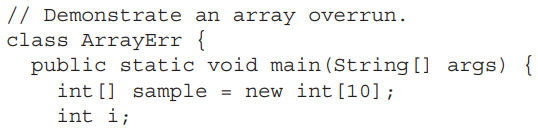 // Demonstrate an array overrun.
class ArrayErr {
  public static void main(String[] args) {
    int[] sample = new int[10];
    int i;